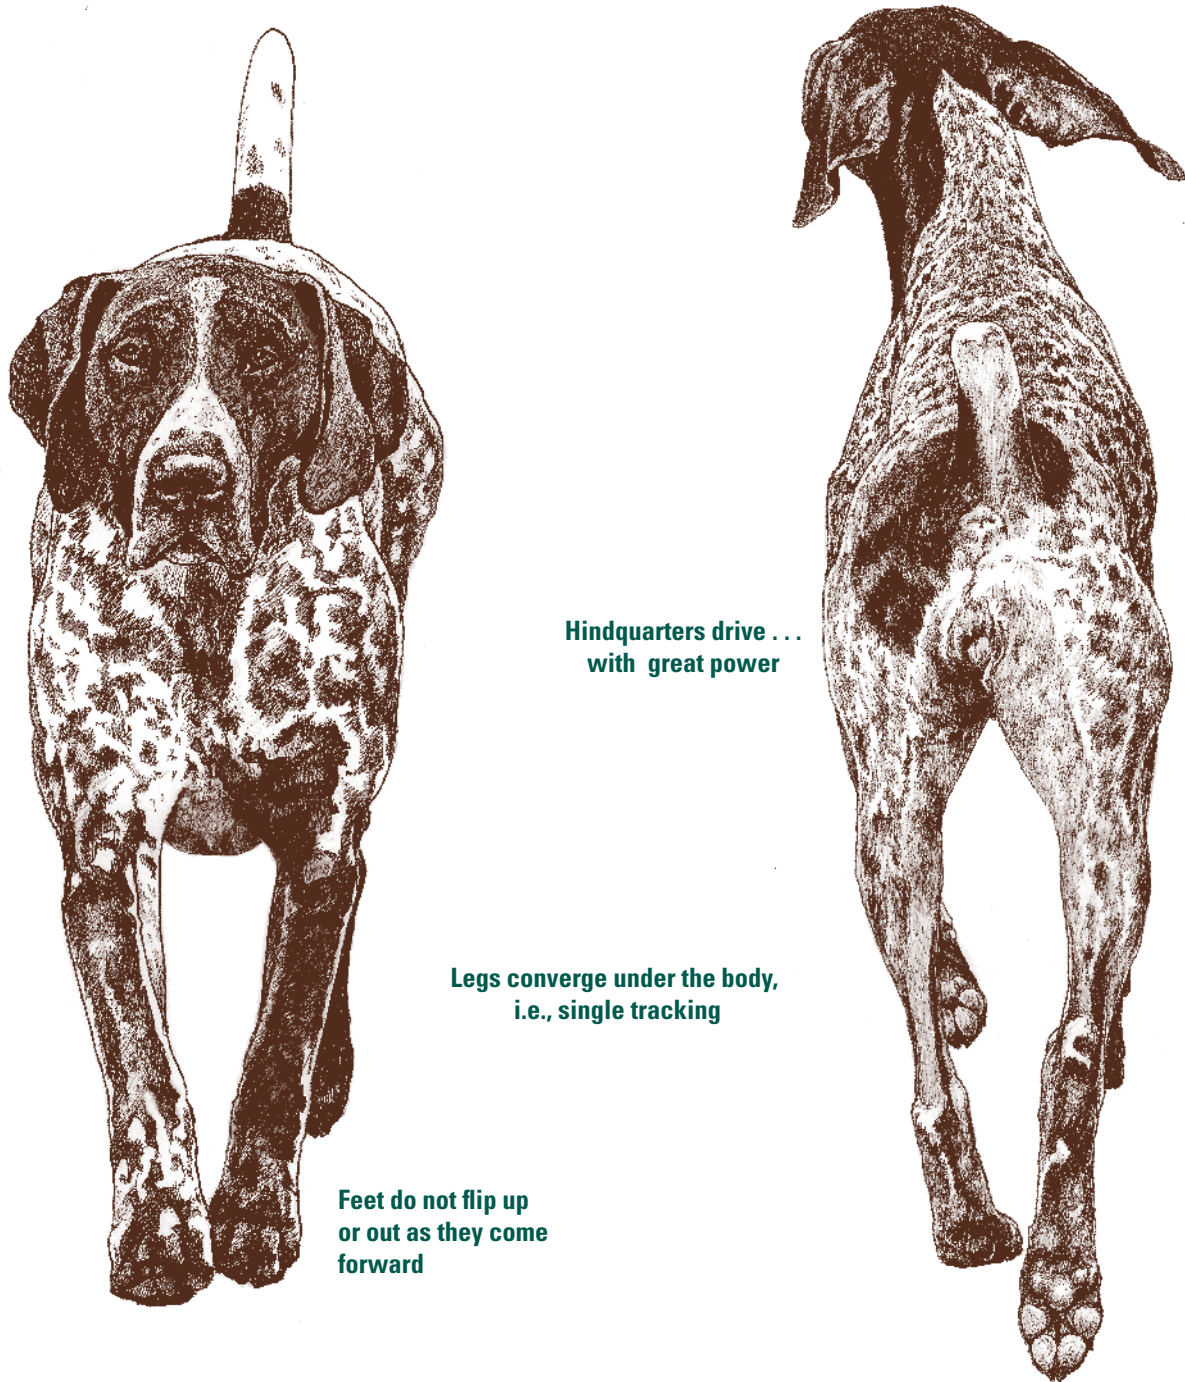 Hindquarters drive . . .
with great power
Legs converge under the body,
i.e., single tracking
Feet do not flip up
or out as they come
forward